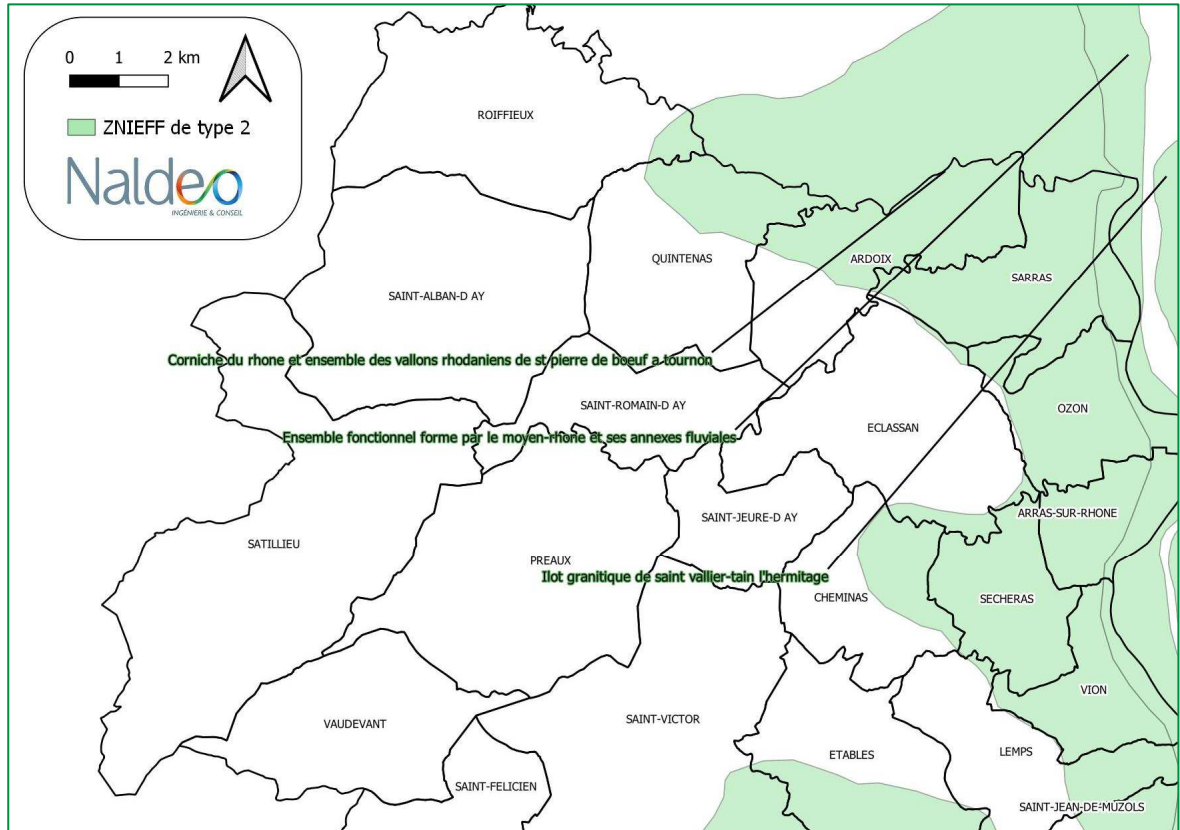 0 1 2 km
ZNIEFF de type 2
Naldeo
INGÉNIERIE & CONSEIL
ROIFFIEUX
QUINTENAS
ARDOIX
SARRAS
SAINT-ALBAN-D AY
Corniche du rhone et ensemble des vallons rhodaniens de st pierre de boeuf a tournon
SAINT-ROMAIN-D AY
OZON
ECLASSAN
Ensemble fonctionnel forme par le moyen-rhone et ses annexes fluviales
ARRAS-SUR-RHONE
SAINT-JEURE-D AY
SATILLIEU
PREAUX
Ilot granitique de saint vallier-tain l'hermitage
CHEMINAS
SECHERAS
VION
VAUDEVANT
SAINT-VICTOR
ETABLES
LEMPS
SAINT-FELICIEN
SAINT-JEAN-DE-MUZOLS